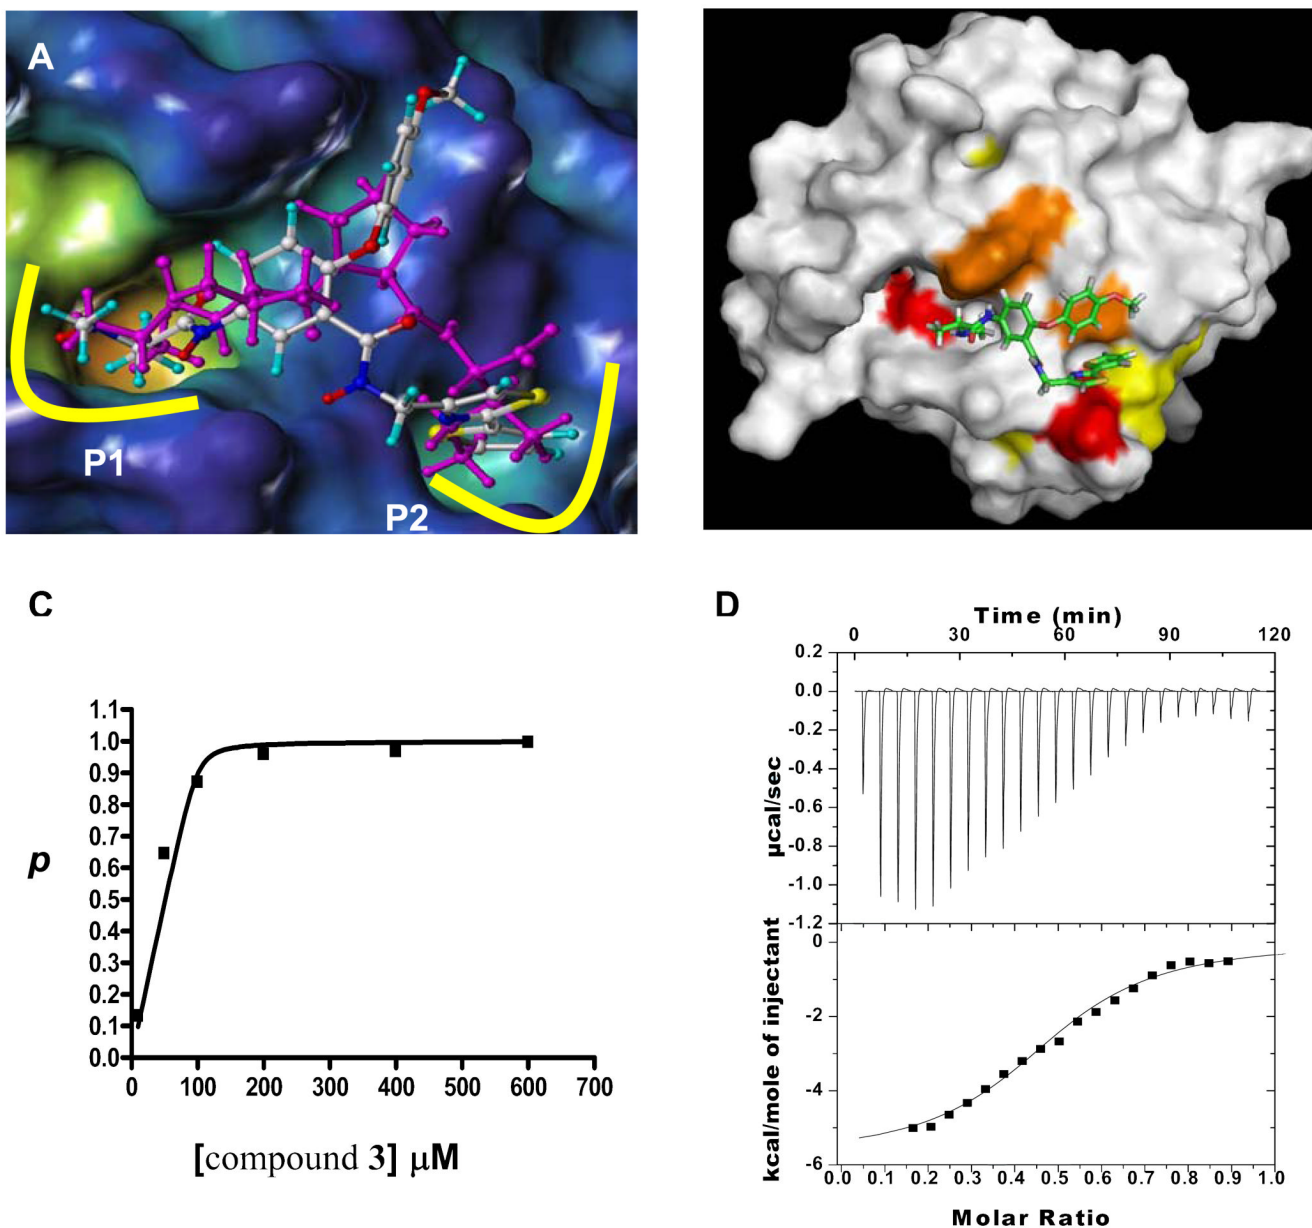 A
P1
P2
C
1.1
1.0
0.9
0.8
0.7
0.6
0.5
0.4
0.3
0.2
0.1
0.0
p
0 100 200 300 400 500 600 700
[compound 3] μM
D
Time (min)
0 30 60 90 120
0.2
0.0
-0.2
-0.4
-0.6
-0.8
-1.0
-1.2
μcal/sec
0
-2
-4
-6
kcal/mole of injectant
0.0 0.1 0.2 0.3 0.4 0.5 0.6 0.7 0.8 0.9 1.0
Molar Ratio